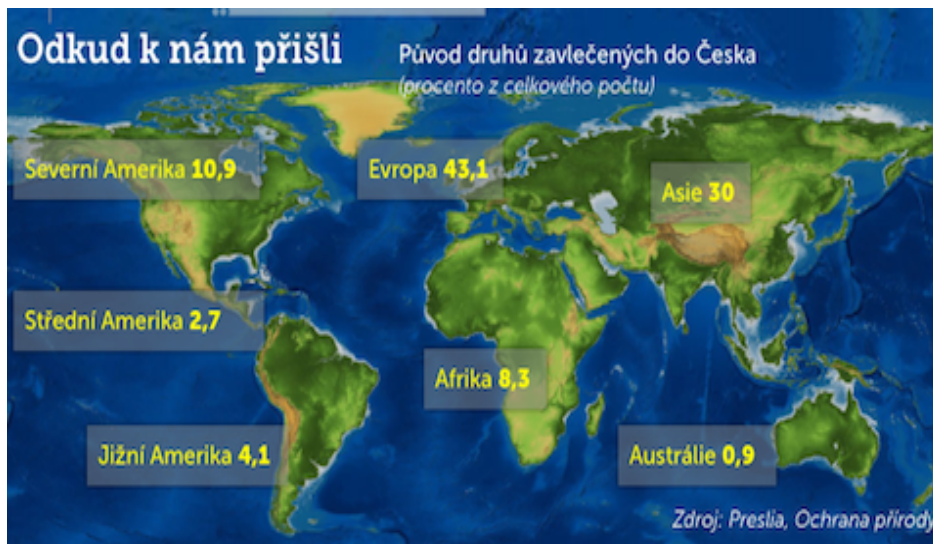 Odkud k nám přišli
Původ druhů zavlečených do Česka
(procento z celkového počtu)
Severní Amerika 10,9
Evropa 43,1
Asie 30
Střední Amerika 2,7
Afrika 8,3
Jižní Amerika 4,1
Austrálie 0,9
Zdroj: Preslia, Ochrana přírody